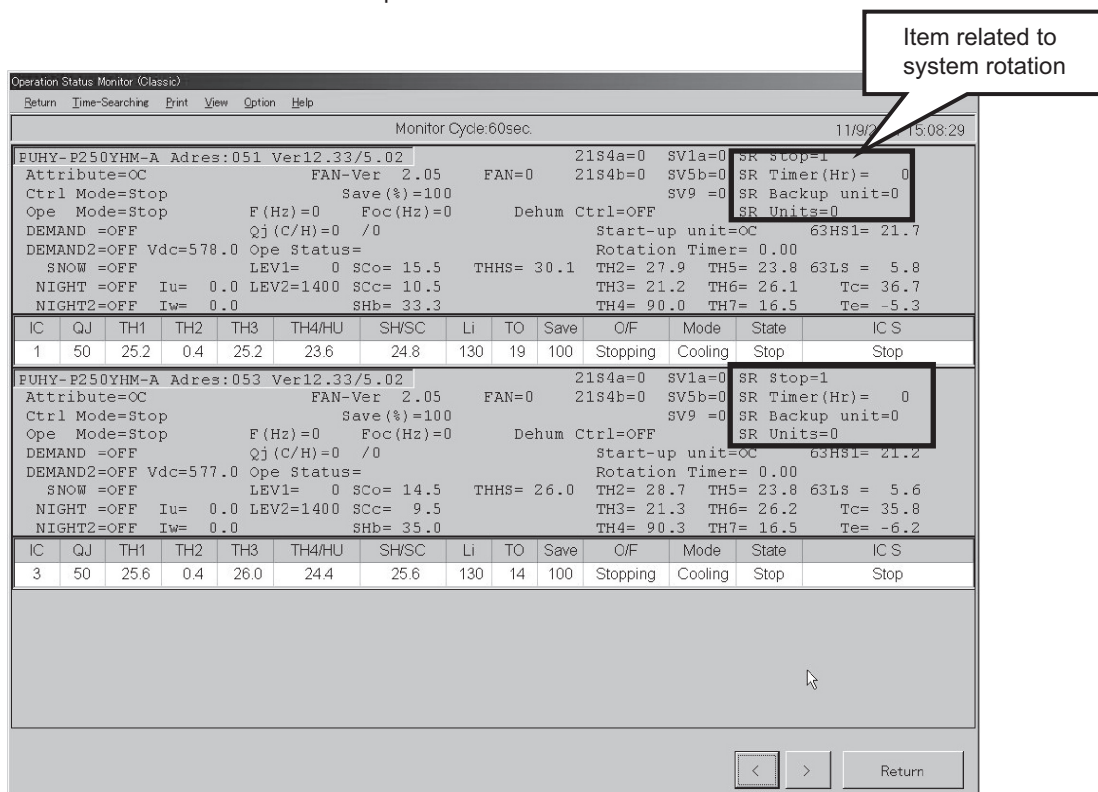 Item related to
system rotation
Operation Status Monitor (Classic)
Return Time-Searching Print View Option Help
Monitor Cycle:60sec. 11/9/2 15:08:29
PUHY-P250YHM-A Adres:051 Ver12.33/5.02 21S4a=0 SV1a=0 SR Stop=1
Attribute=OC FAN-Ver 2.05 FAN=0 21S4b=0 SV5b=0 SR Timer(Hr)= 0
Ctrl Mode=Stop Save(%)=100 SV9 =0 SR Backup unit=0
Ope Mode=Stop F(Hz)=0 Foc(Hz)=0 Dehum Ctrl=OFF SR Units=0
DEMAND =OFF Qj(C/H)=0 /0 Start-up unit=OC 63HS1= 21.7
DEMAND2=OFF Vdc=578.0 Ope Status= Rotation Timer= 0.00
SNOW =OFF LEV1= 0 SCo= 15.5 THHS= 30.1 TH2= 27.9 TH5= 23.8 63LS = 5.8
NIGHT =OFF Iu= 0.0 LEV2=1400 SCc= 10.5 TH3= 21.2 TH6= 26.1 Tc= 36.7
NIGHT2=OFF Iw= 0.0 SHb= 33.3 TH4= 90.0 TH7= 16.5 Te= -5.3
IC QJ TH1 TH2 TH3 TH4/HU SH/SC Li TO Save O/F Mode State IC S
1 50 25.2 0.4 25.2 23.6 24.8 130 19 100 Stopping Cooling Stop Stop
PUHY-P250YHM-A Adres:053 Ver12.33/5.02 21S4a=0 SV1a=0 SR Stop=1
Attribute=OC FAN-Ver 2.05 FAN=0 21S4b=0 SV5b=0 SR Timer(Hr)= 0
Ctrl Mode=Stop Save(%)=100 SV9 =0 SR Backup unit=0
Ope Mode=Stop F(Hz)=0 Foc(Hz)=0 Dehum Ctrl=OFF SR Units=0
DEMAND =OFF Qj(C/H)=0 /0 Start-up unit=OC 63HS1= 21.2
DEMAND2=OFF Vdc=577.0 Ope Status= Rotation Timer= 0.00
SNOW =OFF LEV1= 0 SCo= 14.5 THHS= 26.0 TH2= 28.7 TH5= 23.8 63LS = 5.6
NIGHT =OFF Iu= 0.0 LEV2=1400 SCc= 9.5 TH3= 21.3 TH6= 26.2 Tc= 35.8
NIGHT2=OFF Iw= 0.0 SHb= 35.0 TH4= 90.3 TH7= 16.5 Te= -6.2
IC QJ TH1 TH2 TH3 TH4/HU SH/SC Li TO Save O/F Mode State IC S
3 50 25.6 0.4 26.0 24.4 25.6 130 14 100 Stopping Cooling Stop Stop
< > Return